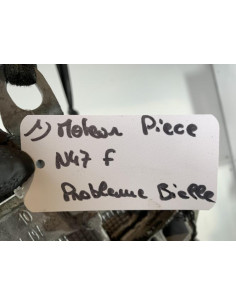 1) Moteur Piece
N47 F
Probleme Bielle